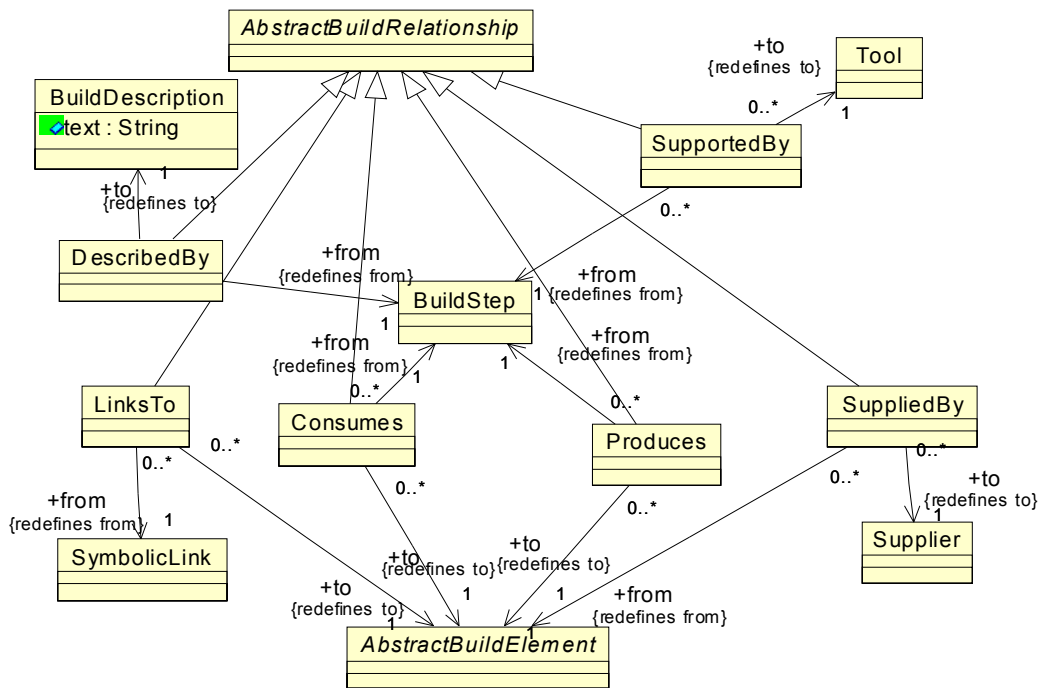 AbstractBuildRelationship
+to
{redefines to}
Tool
0..*
1
BuildDescription
text : String
SupportedBy
1
+to
{redefines to}
0..*
DescribedBy
+from
{redefines from}
1
BuildStep
1
+from
{redefines from}
+from
{redefines from}
1
0..*
1
+from
{redefines from}
0..*
LinksTo
Consumes
Produces
SuppliedBy
0..*
0..*
0..*
0..*
0..*
0..*
+from
{redefines from}
1
+to
{redefines to}
1
SymbolicLink
Supplier
+to
{redefines to}
1
+to
{redefines to}
1
+to
{redefines to}
1
+from
{redefines from}
1
AbstractBuildElement